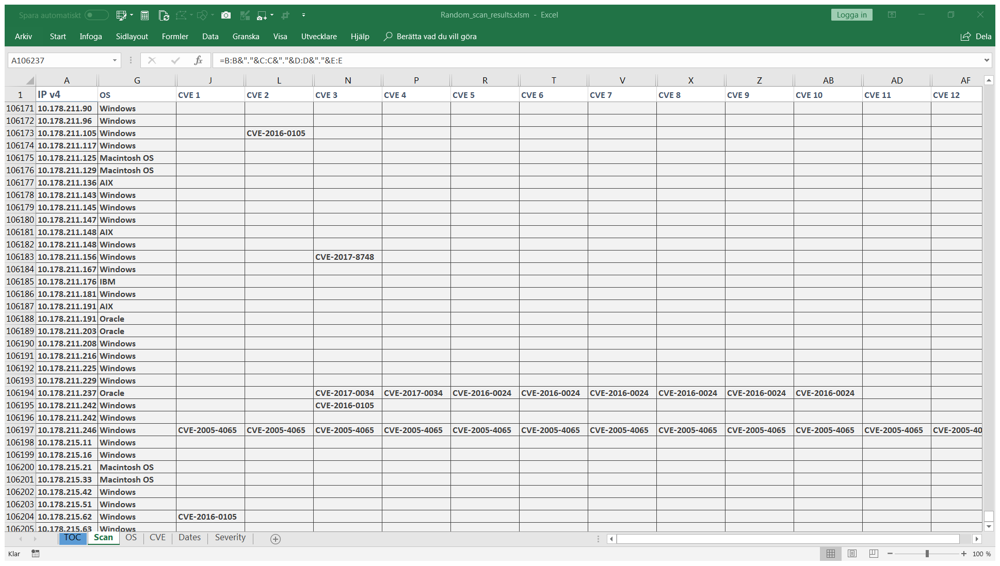 Spara automatiskt
Random_scan_results.xlsm - Excel
Logga in
Arkiv Start Infoga Sidlayout Formler Data Granska Visa Utvecklare Hjälp Berätta vad du vill göra Dela
A106237 fx =B:B&"."&C:C&"."&D:D&"."&E:E
A G J L N P R T V X Z AB AD AF
1 IP v4 OS CVE 1 CVE 2 CVE 3 CVE 4 CVE 5 CVE 6 CVE 7 CVE 8 CVE 9 CVE 10 CVE 11 CVE 12
106171 10.178.211.90 Windows
106172 10.178.211.96 Windows
106173 10.178.211.105 Windows CVE-2016-0105
106174 10.178.211.117 Windows
106175 10.178.211.125 Macintosh OS
106176 10.178.211.129 Macintosh OS
106177 10.178.211.136 AIX
106178 10.178.211.143 Windows
106179 10.178.211.145 Windows
106180 10.178.211.147 Windows
106181 10.178.211.148 AIX
106182 10.178.211.148 Windows
106183 10.178.211.156 Windows CVE-2017-8748
106184 10.178.211.167 Windows
106185 10.178.211.176 IBM
106186 10.178.211.181 Windows
106187 10.178.211.191 AIX
106188 10.178.211.191 Oracle
106189 10.178.211.203 Oracle
106190 10.178.211.208 Windows
106191 10.178.211.216 Windows
106192 10.178.211.225 Windows
106193 10.178.211.229 Windows
106194 10.178.211.237 Oracle CVE-2017-0034 CVE-2017-0034 CVE-2016-0024 CVE-2016-0024 CVE-2016-0024 CVE-2016-0024 CVE-2016-0024 CVE-2016-0024
106195 10.178.211.242 Windows CVE-2016-0105
106196 10.178.211.242 Windows
106197 10.178.211.246 Windows CVE-2005-4065 CVE-2005-4065 CVE-2005-4065 CVE-2005-4065 CVE-2005-4065 CVE-2005-4065 CVE-2005-4065 CVE-2005-4065 CVE-2005-4065 CVE-2005-4065 CVE-2005-4065 CVE-2005-40
106198 10.178.215.11 Windows
106199 10.178.215.16 Windows
106200 10.178.215.21 Macintosh OS
106201 10.178.215.33 Macintosh OS
106202 10.178.215.42 Windows
106203 10.178.215.51 Windows
106204 10.178.215.62 Windows CVE-2016-0105
106205 10.178.215.63 Windows
TOC Scan OS CVE Dates Severity
Klar 100 %